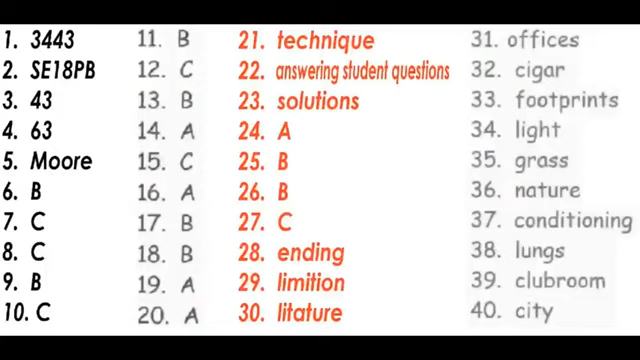 1. 3443
2. SE18PB
3. 43
4. 63
5. Moore
6. B
7. C
8. C
9. B
10. C
11. B
12. C
13. B
14. A
15. C
16. A
17. B
18. B
19. A
20. A
21. technique
22. answering student questions
23. solutions
24. A
25. B
26. B
27. C
28. ending
29. limition
30. litature
31. offices
32. cigar
33. footprints
34. light
35. grass
36. nature
37. conditioning
38. lungs
39. clubroom
40. city